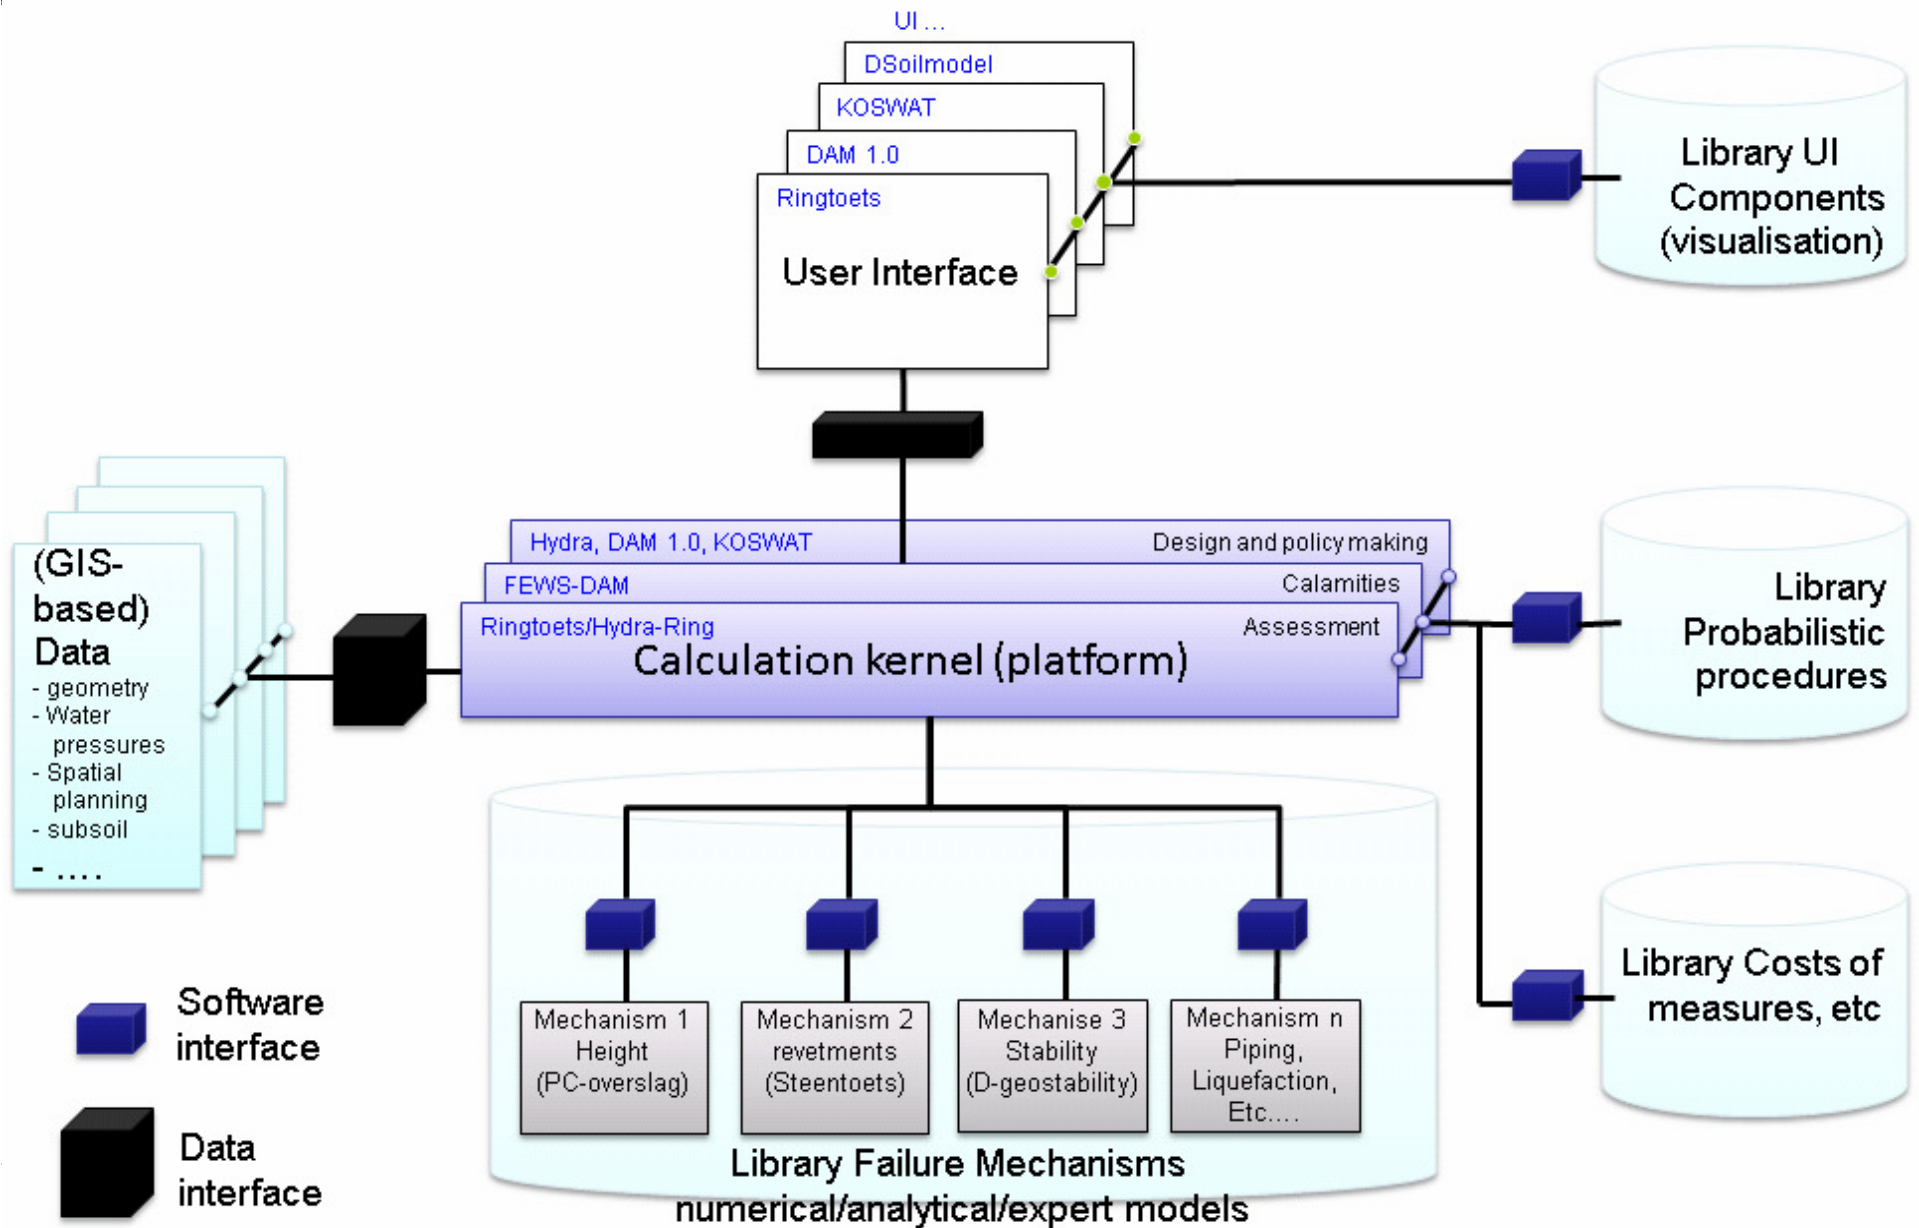 UI ...
DSoilmodel
KOSWAT
DAM 1.0
Ringtoets
User Interface
Library UI
Components
(visualisation)
(GIS-
based)
Data
- geometry
- Water
pressures
- Spatial
planning
- subsoil
- ....
Hydra, DAM 1.0, KOSWAT
Design and policy making
FEWS-DAM
Calamities
Ringtoets/Hydra-Ring
Assessment
Calculation kernel (platform)
Library
Probabilistic
procedures
Library Costs of
measures, etc
Mechanism 1
Height
(PC-overslag)
Mechanism 2
revetments
(Steentoets)
Mechanise 3
Stability
(D-geostability)
Mechanism n
Piping,
Liquefaction,
Etc....
Library Failure Mechanisms
numerical/analytical/expert models
Software
interface
Data
interface